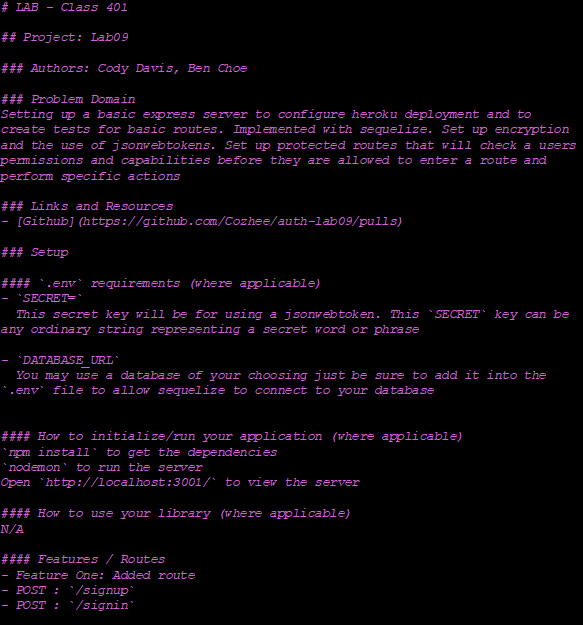 # LAB - Class 401
## Project: Lab09
### Authors: Cody Davis, Ben Choe
### Problem Domain
Setting up a basic express server to configure heroku deployment and to
create tests for basic routes. Implemented with sequelize. Set up encryption
and the use of jsonwebtokens. Set up protected routes that will check a users
permissions and capabilities before they are allowed to enter a route and
perform specific actions
### Links and Resources
- [Github](https://github.com/Cozhee/auth-lab09/pulls)
### Setup
#### `.env` requirements (where applicable)
- `SECRET=`
This secret key will be for using a jsonwebtoken. This `SECRET` key can be
any ordinary string representing a secret word or phrase
- `DATABASE_URL`
You may use a database of your choosing just be sure to add it into the
`.env` file to allow sequelize to connect to your database
#### How to initialize/run your application (where applicable)
`npm install` to get the dependencies
`nodemon` to run the server
Open `http://localhost:3001/` to view the server
#### How to use your library (where applicable)
N/A
#### Features / Routes
- Feature One: Added route
- POST : `/signup`
- POST : `/signin`